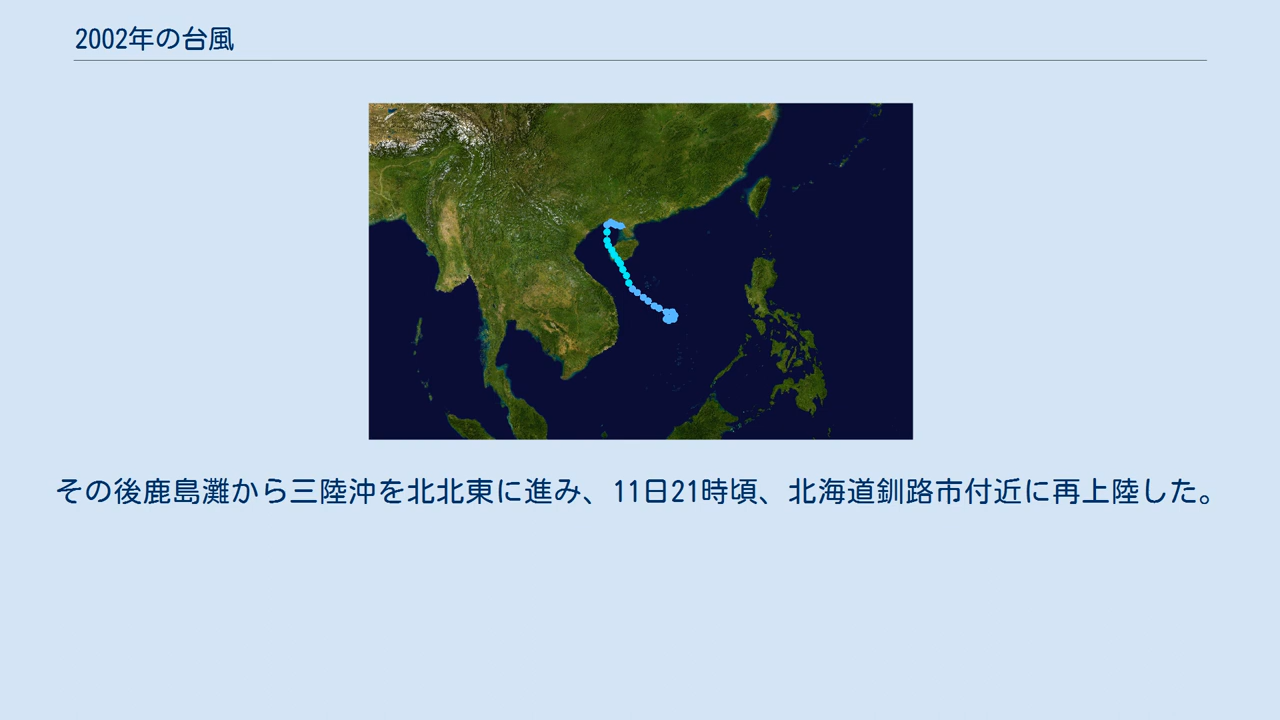 2002年の台風
その後鹿島灘から三陸沖を北北東に進み、11日21時頃、北海道釧路市付近に再上陸した。